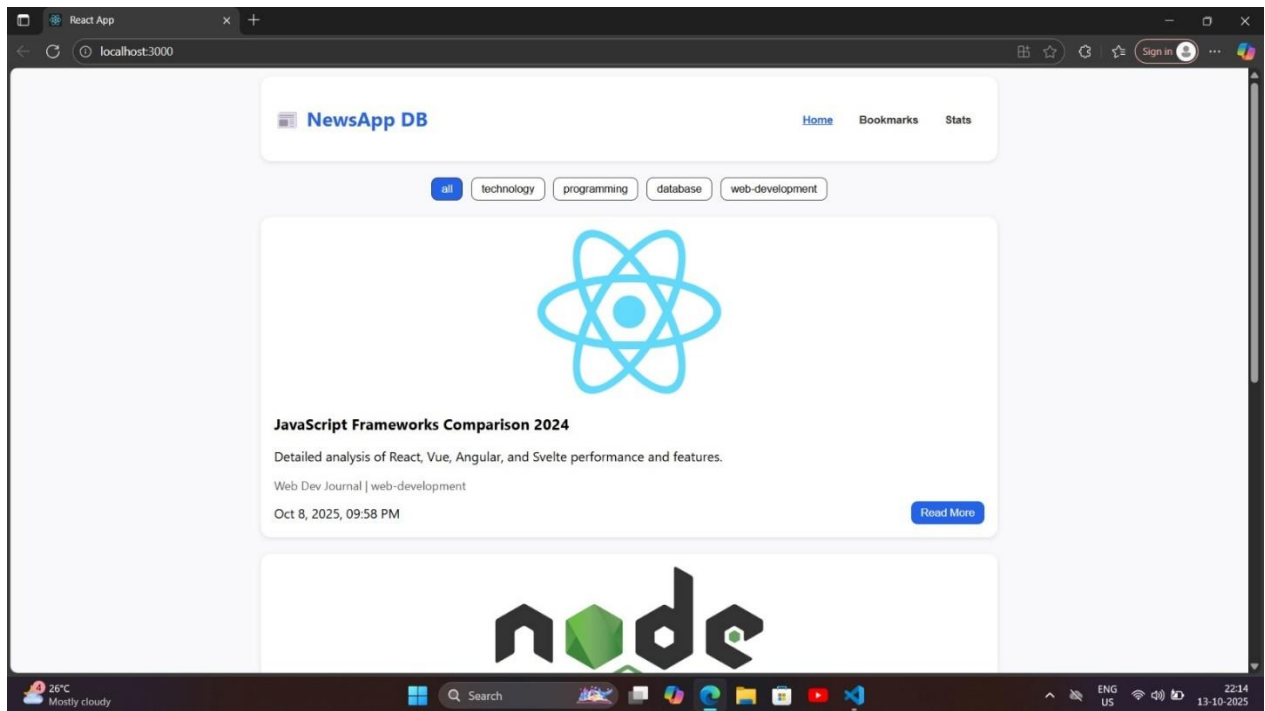 React App
localhost:3000
Sign in
NewsApp DB
Home Bookmarks Stats
all technology programming database web-development
JavaScript Frameworks Comparison 2024
Detailed analysis of React, Vue, Angular, and Svelte performance and features.
Web Dev Journal | web-development
Oct 8, 2025, 09:58 PM
Read More
node
4
26°C
Mostly cloudy
Search
ENG
US
22:14
13-10-2025